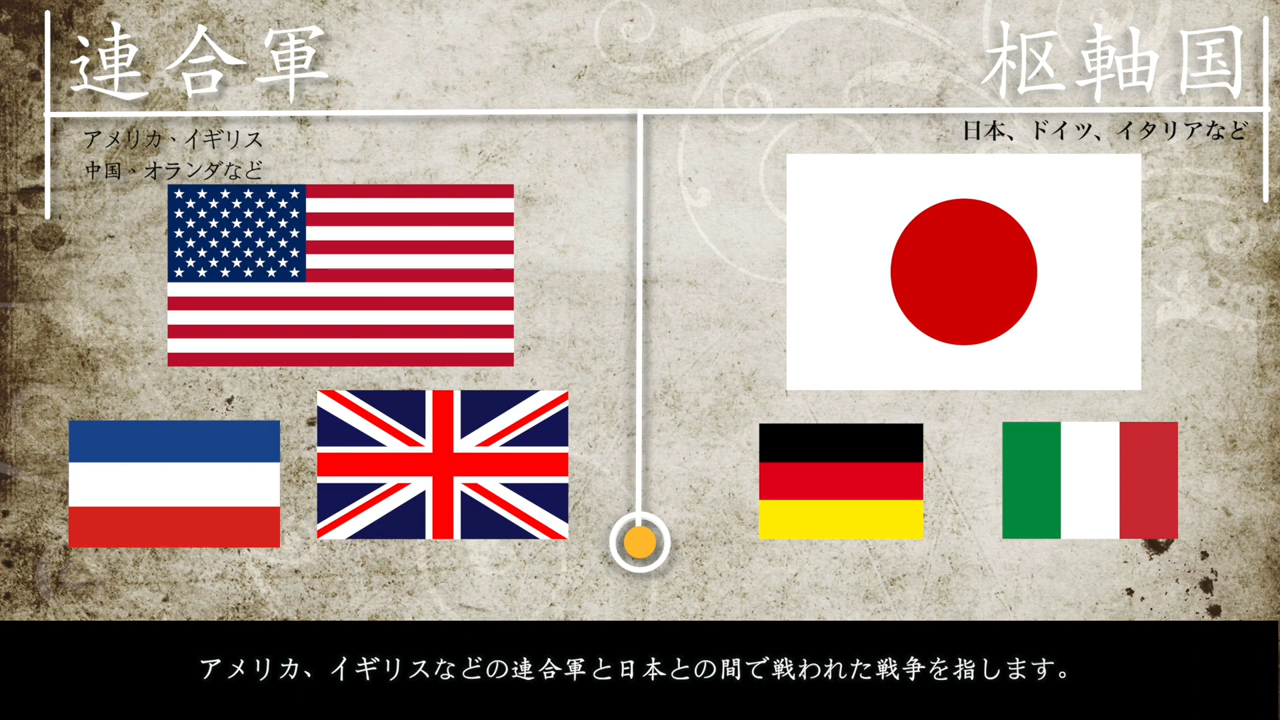 連合軍
枢軸国
アメリカ、イギリス
中国、オランダなど
日本、ドイツ、イタリアなど
アメリカ、イギリスなどの連合軍と日本との間で戦われた戦争を指します。